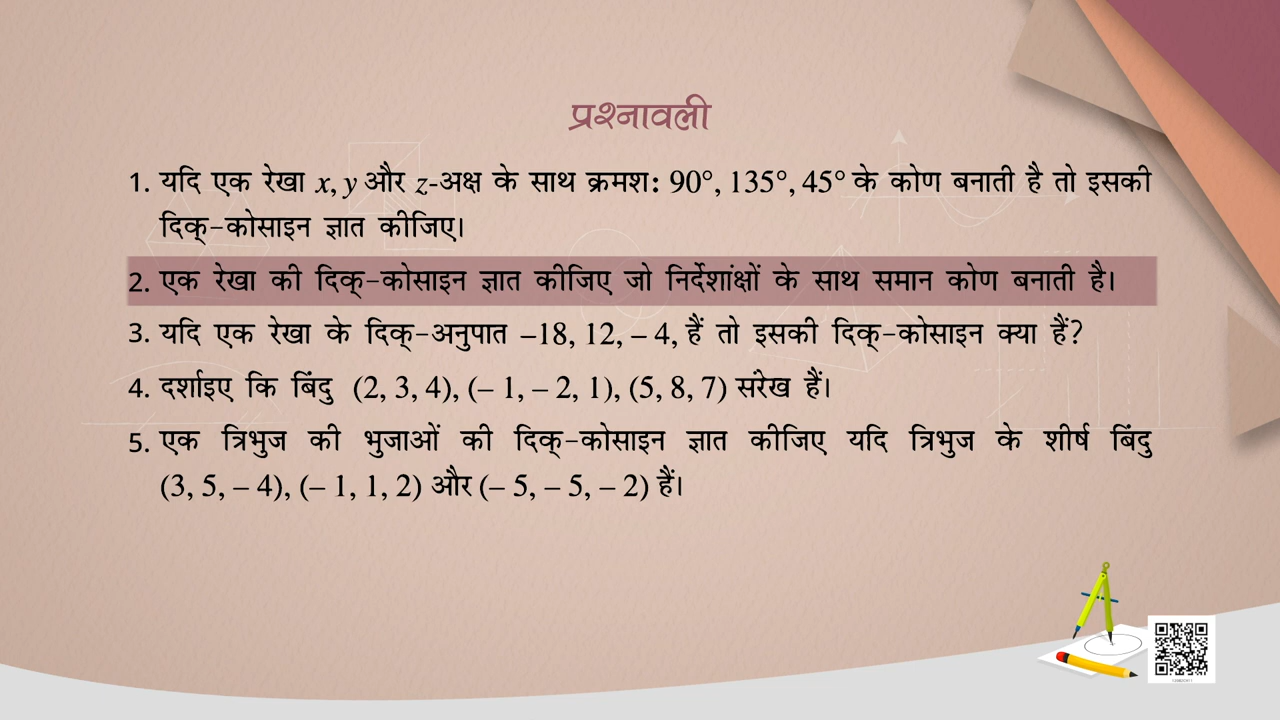 प्रश्नावली
1. यदि एक रेखा x, y और z-अक्ष के साथ क्रमश: 90°, 135°, 45° के कोण बनाती है तो इसकी
दिक्-कोसाइन ज्ञात कीजिए।
2. एक रेखा की दिक्-कोसाइन ज्ञात कीजिए जो निर्देशांक्षों के साथ समान कोण बनाती है।
3. यदि एक रेखा के दिक्-अनुपात –18, 12, – 4, हैं तो इसकी दिक्-कोसाइन क्या हैं?
4. दर्शाइए कि बिंदु (2, 3, 4), (– 1, – 2, 1), (5, 8, 7) संरेख हैं।
5. एक त्रिभुज की भुजाओं की दिक्-कोसाइन ज्ञात कीजिए यदि त्रिभुज के शीर्ष बिंदु
(3, 5, – 4), (– 1, 1, 2) और (– 5, – 5, – 2) हैं।